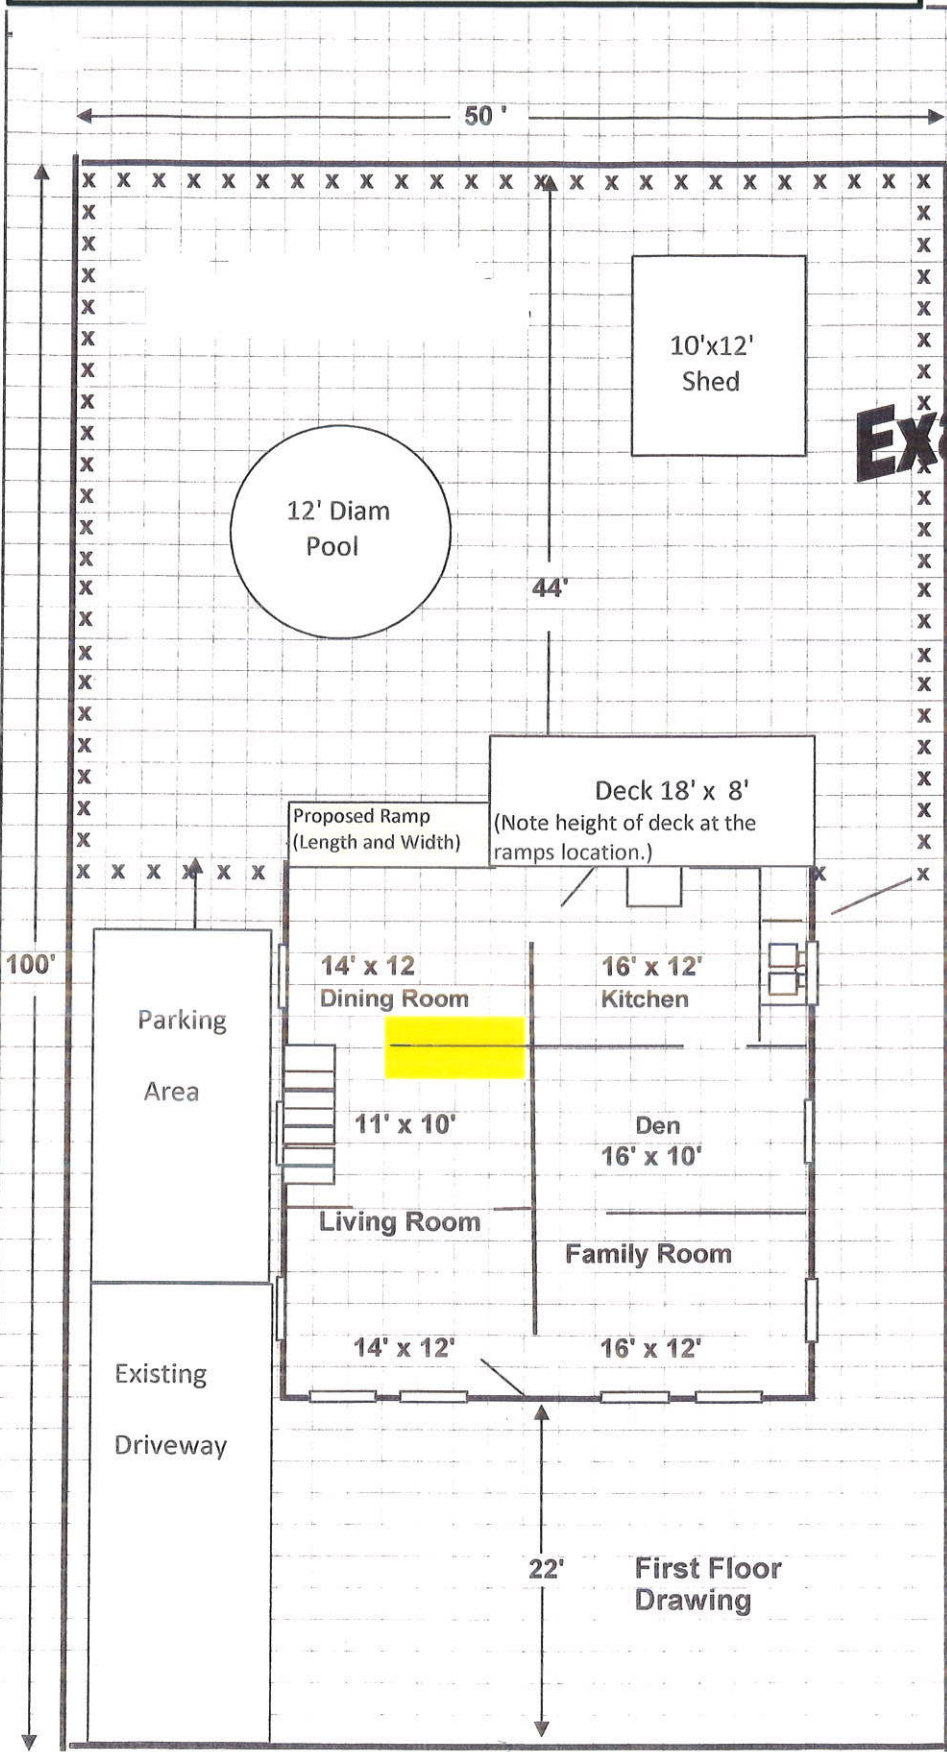 50 '
x x x x x x x x x x x x x x x x x x x x x x x x x
10'x12'
Shed
Exa
12' Diam
Pool
44'
Deck 18' x 8'
(Note height of deck at the
ramps location.)
Proposed Ramp
(Length and Width)
x x x x x x x x
100'
14' x 12
Dining Room
16' x 12'
Kitchen
Parking
Area
11' x 10'
Den
16' x 10'
Living Room
Family Room
14' x 12'
16' x 12'
Existing
Driveway
22'
First Floor
Drawing